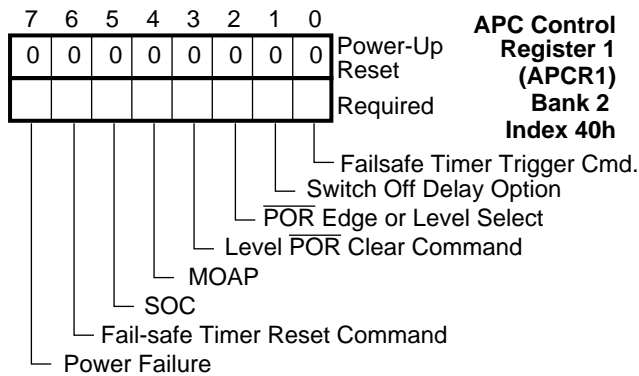 7 6 5 4 3 2 1 0
0 0 0 0 0 0 0 0
Power-Up
Reset
Required
APC Control
Register 1
(APCR1)
Bank 2
Index 40h
Failsafe Timer Trigger Cmd.
Switch Off Delay Option
POR Edge or Level Select
Level POR Clear Command
MOAP
SOC
Fail-safe Timer Reset Command
Power Failure